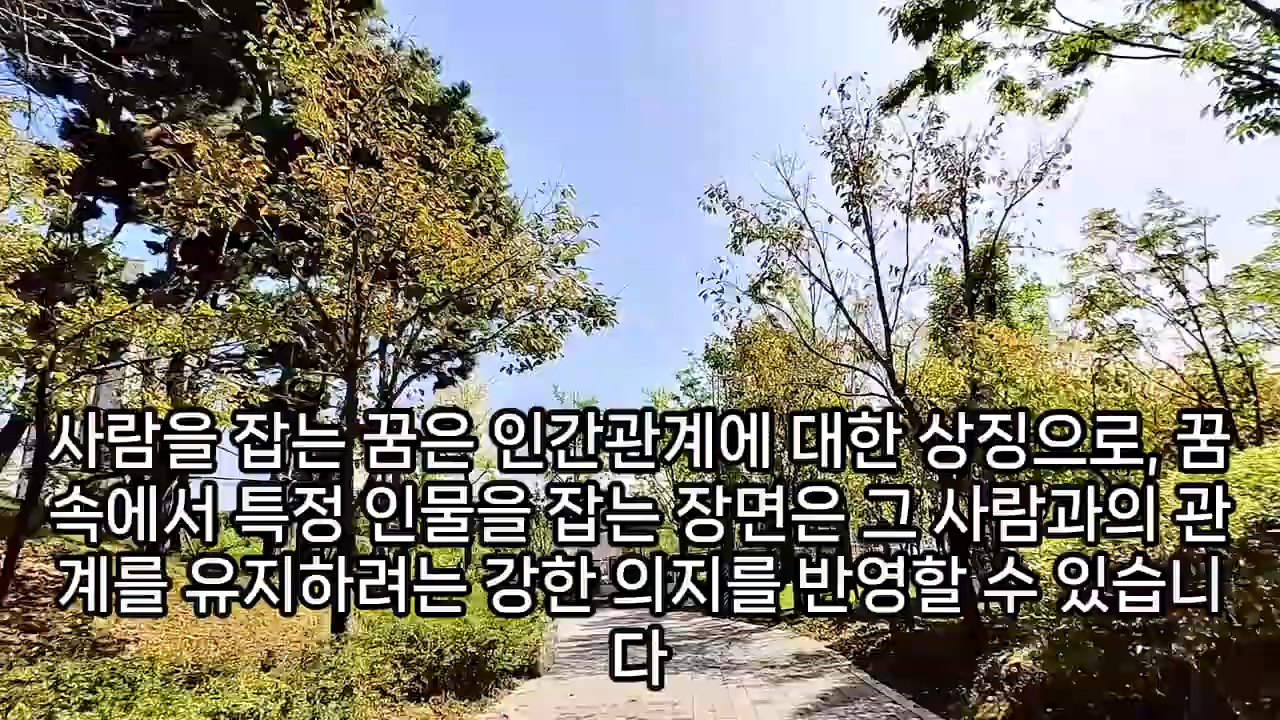 사람을 잡는 꿈은 인간관계에 대한 상징으로, 꿈
속에서 특정 인물을 잡는 장면은 그 사람과의 관
계를 유지하려는 강한 의지를 반영할 수 있습니
다